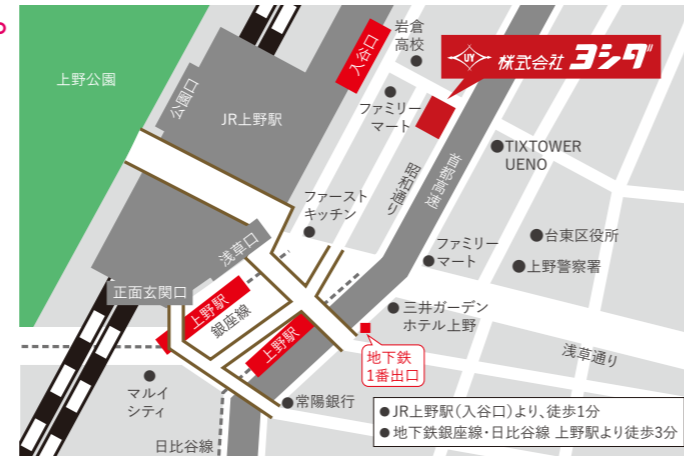 上野公園
公園口
JR上野駅
入谷口
岩倉
高校
UY
株式会社 ヨシダ
ファミリー
マート
昭和通り
首都高速
TIXTOWER
UENO
ファースト
キッチン
浅草口
正面玄関口
上野駅
銀座線
上野駅
ファミリー
マート
台東区役所
上野警察署
三井ガーデン
ホテル上野
浅草通り
地下鉄
1番出口
マルイ
シティ
常陽銀行
日比谷線
●JR上野駅(入谷口)より、徒歩1分
●地下鉄銀座線・日比谷線 上野駅より徒歩3分